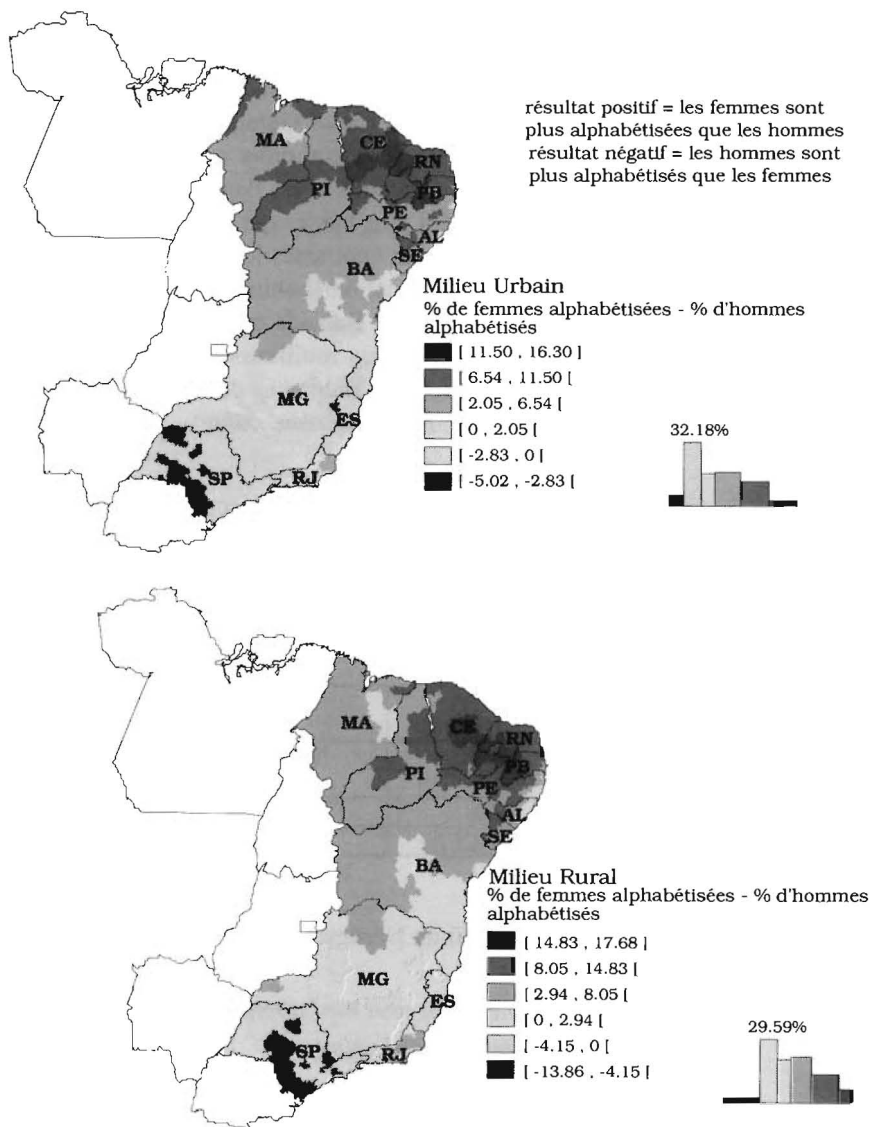 résultat positif = les femmes sont
plus alphabétisées que les hommes
résultat négatif = les hommes sont
plus alphabétisés que les femmes
MA
CE
RN
PI
PB
PE
AL
SE
BA
MG
ES
SP
RJ
Milieu Urbain
% de femmes alphabétisées - % d'hommes
alphabétisés
[ 11.50 , 16.30 ]
[ 6.54 , 11.50 [
[ 2.05 , 6.54 [
[ 0 , 2.05 [
[ -2.83 , 0 [
[ -5.02 , -2.83 [
32.18%
MA
CE
RN
PI
PB
PE
AL
SE
BA
MG
ES
SP
RJ
Milieu Rural
% de femmes alphabétisées - % d'hommes
alphabétisés
[ 14.83 , 17.68 ]
[ 8.05 , 14.83 [
[ 2.94 , 8.05 [
[ 0 , 2.94 [
[ -4.15 , 0 [
[ -13.86 , -4.15 [
29.59%